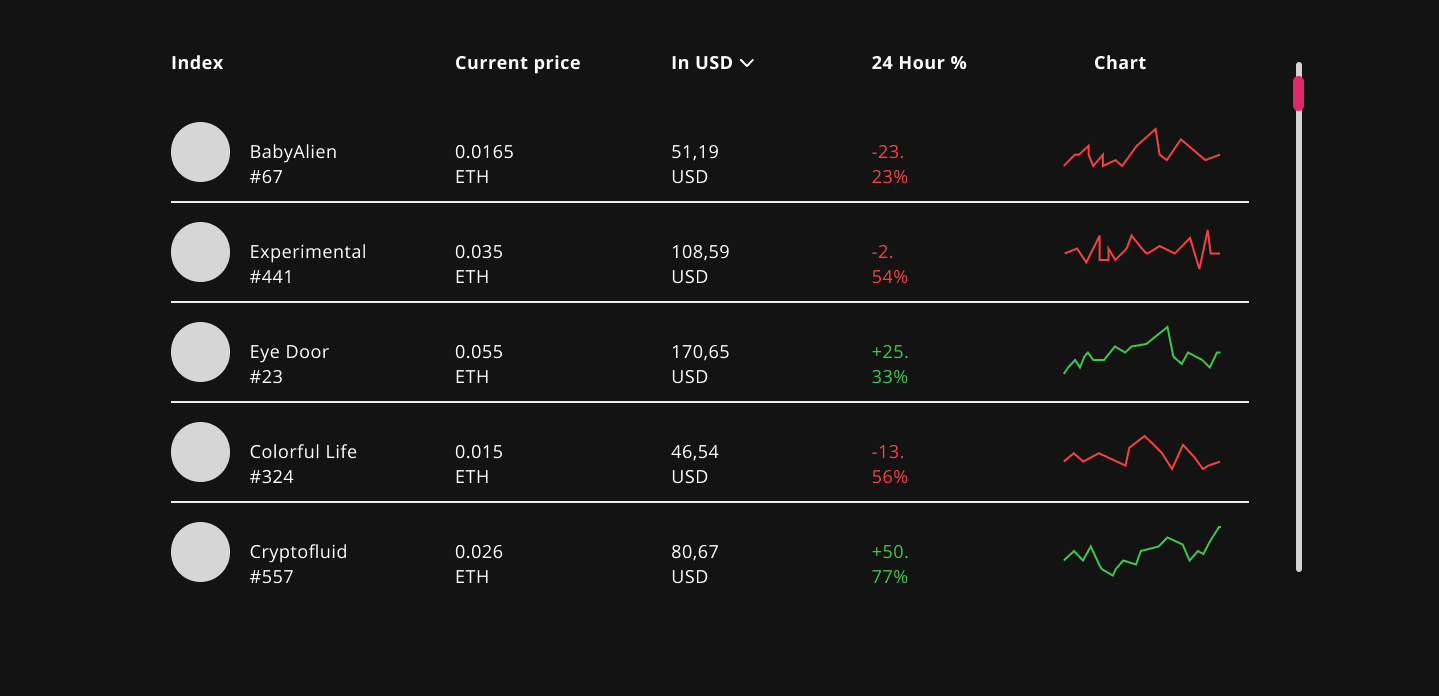 Index Current price In USD 24 Hour % Chart
BabyAlien 0.0165 51,19 -23.
#67 ETH USD 23%
Experimental 0.035 108,59 -2.
#441 ETH USD 54%
Eye Door 0.055 170,65 +25.
#23 ETH USD 33%
Colorful Life 0.015 46,54 -13.
#324 ETH USD 56%
Cryptofluid 0.026 80,67 +50.
#557 ETH USD 77%